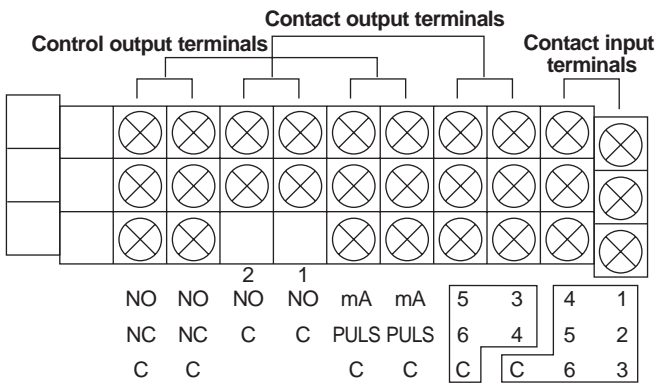 Contact output terminals
Control output terminals
Contact input
terminals
2 1
NO NO NO NO mA mA 5 3 4 1
NC NC C C PULS PULS 6 4 5 2
C C C C C C 6 3